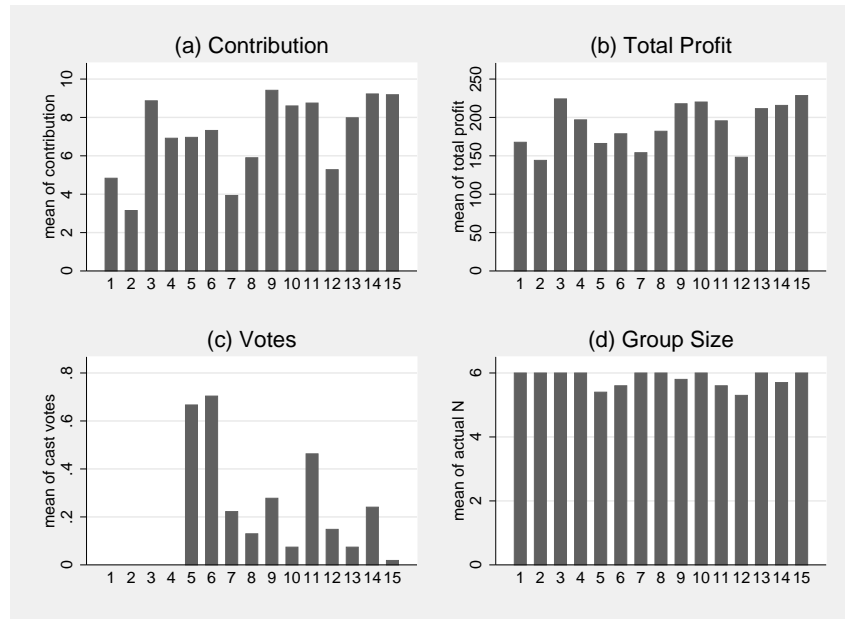 (a) Contribution
mean of contribution
10
8
6
4
2
0
1 2 3 4 5 6 7 8 9 10 11 12 13 14 15
(b) Total Profit
mean of total profit
250
200
150
100
50
0
1 2 3 4 5 6 7 8 9 10 11 12 13 14 15
(c) Votes
mean of cast votes
.8
.6
.4
.2
0
1 2 3 4 5 6 7 8 9 10 11 12 13 14 15
(d) Group Size
mean of actual N
6
4
2
0
1 2 3 4 5 6 7 8 9 10 11 12 13 14 15